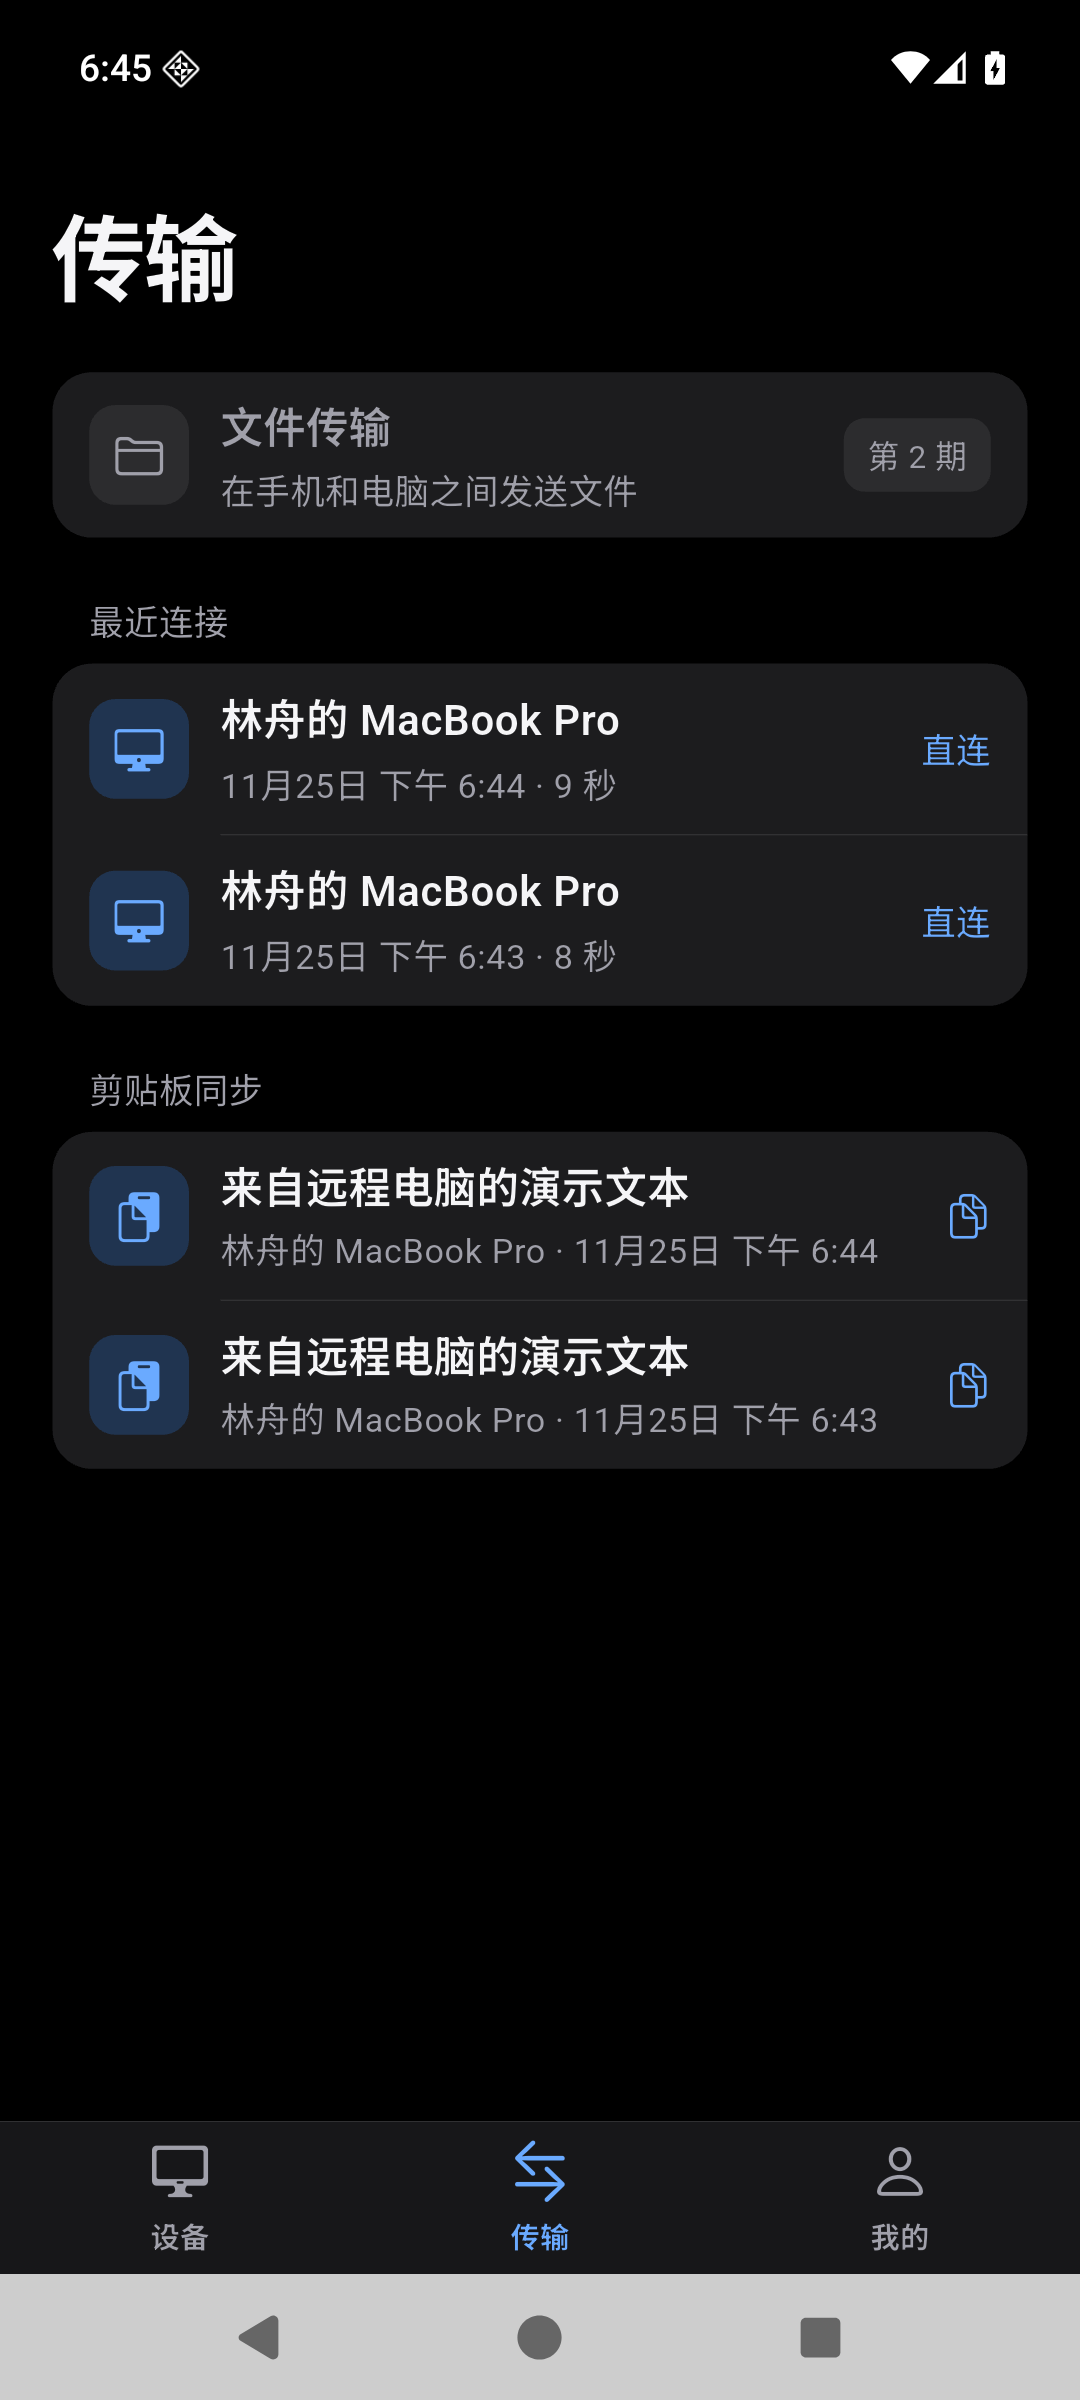 6:45
传输
文件传输
在手机和电脑之间发送文件
第 2 期
最近连接
林舟的 MacBook Pro
11月25日 下午 6:44 · 9 秒
直连
林舟的 MacBook Pro
11月25日 下午 6:43 · 8 秒
直连
剪贴板同步
来自远程电脑的演示文本
林舟的 MacBook Pro · 11月25日 下午 6:44
来自远程电脑的演示文本
林舟的 MacBook Pro · 11月25日 下午 6:43
设备
传输
我的